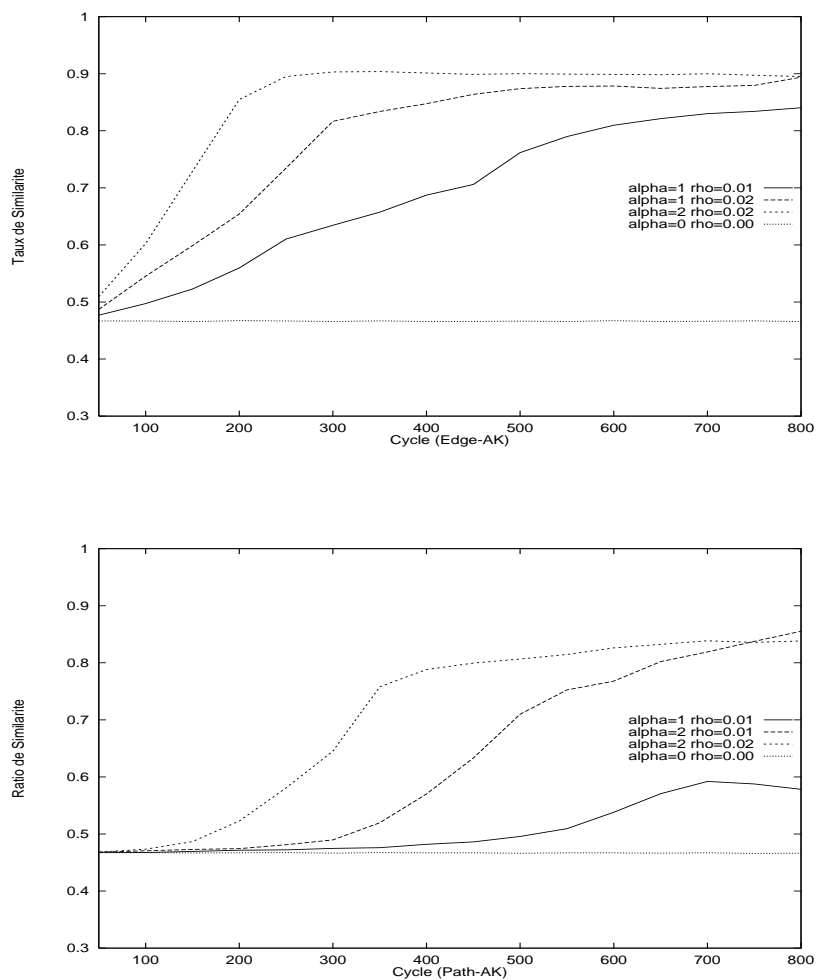 1
0.9
0.8
0.7
0.6
0.5
0.4
0.3
Taux de Similarite
alpha=1 rho=0.01
alpha=1 rho=0.02
alpha=2 rho=0.02
alpha=0 rho=0.00
100 200 300 400 500 600 700 800
Cycle (Edge-AK)
1
0.9
0.8
0.7
0.6
0.5
0.4
0.3
Ratio de Similarite
alpha=1 rho=0.01
alpha=2 rho=0.01
alpha=2 rho=0.02
alpha=0 rho=0.00
100 200 300 400 500 600 700 800
Cycle (Path-AK)